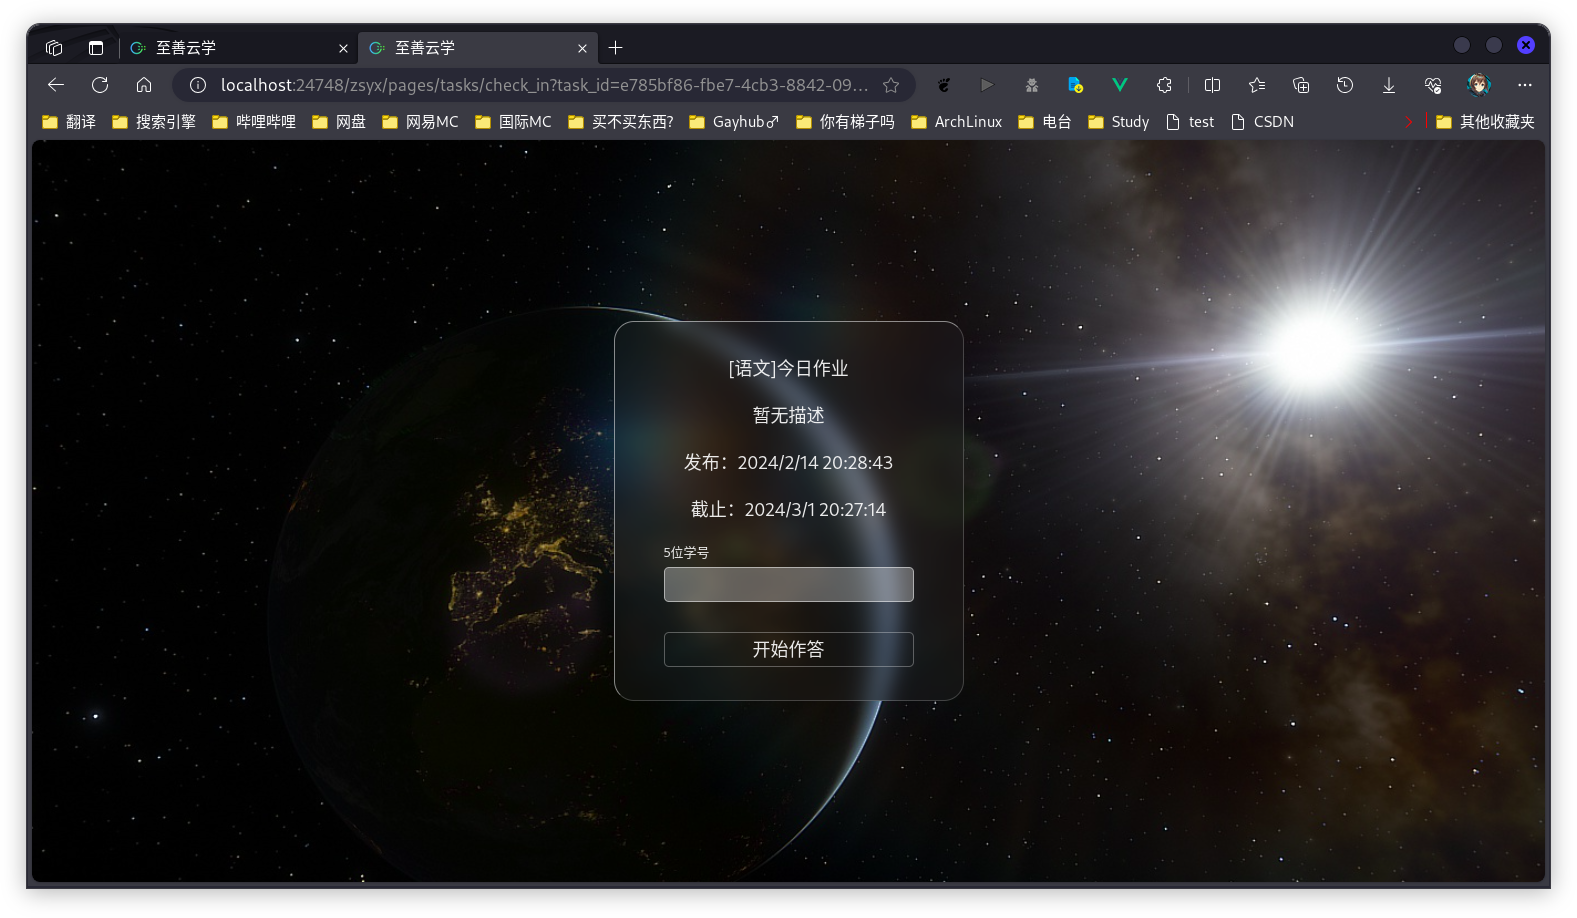 至善云学
至善云学
localhost:24748/zsyx/pages/tasks/check_in?task_id=e785bf86-fbe7-4cb3-8842-09...
翻译 搜索引擎 哔哩哔哩 网盘 网易MC 国际MC 买不买东西? Gayhub♂ 你有梯子吗 ArchLinux 电台 Study test CSDN 其他收藏夹
[语文]今日作业
暂无描述
发布：2024/2/14 20:28:43
截止：2024/3/1 20:27:14
5位学号
开始作答